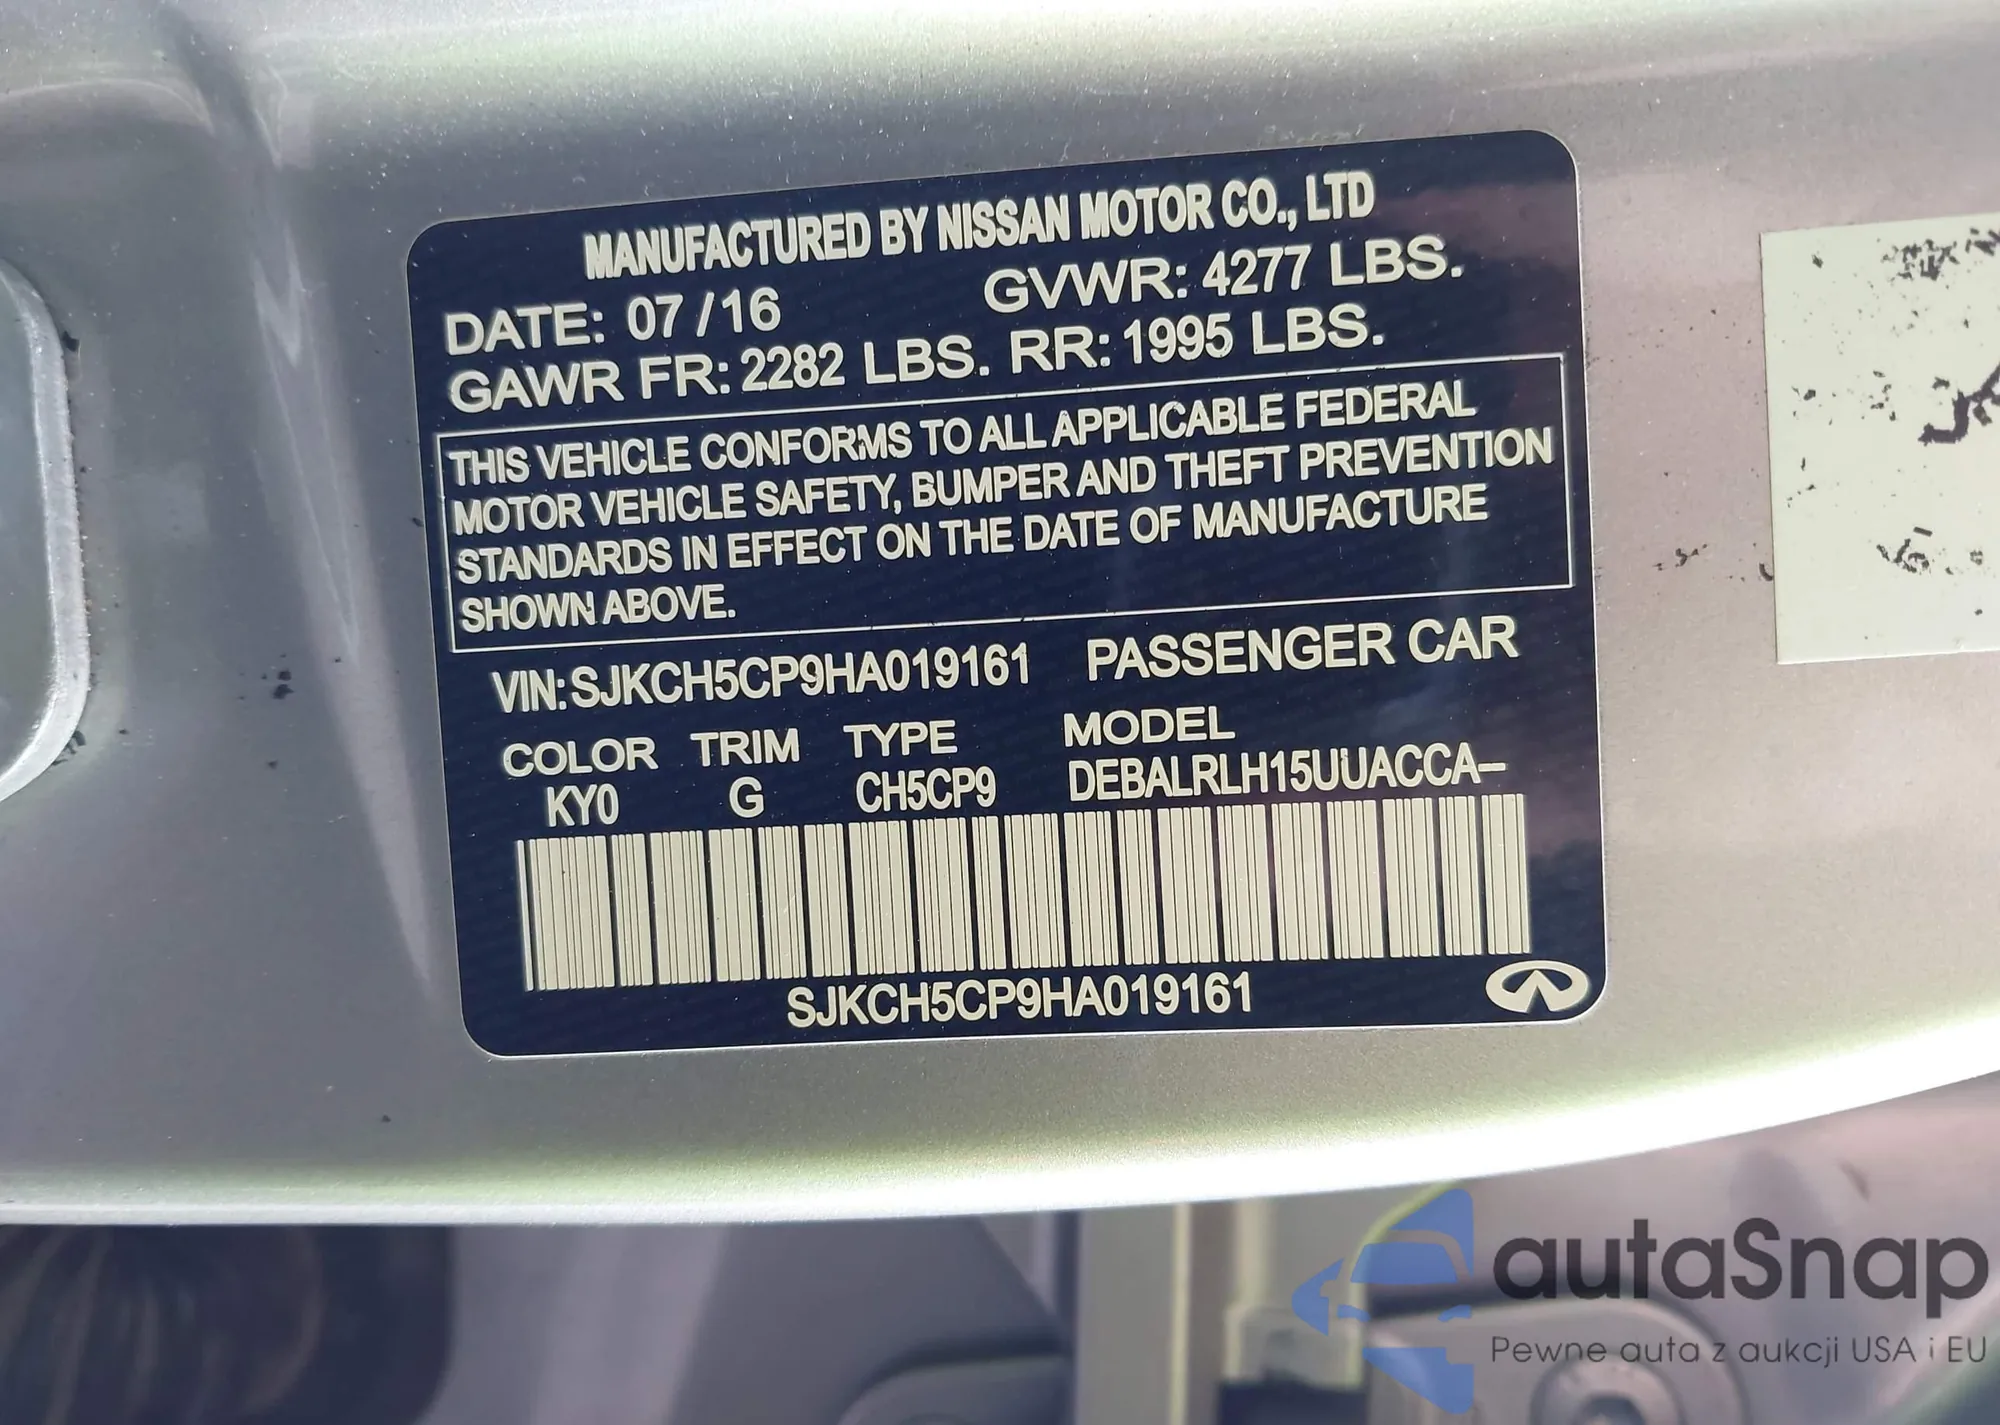 MANUFACTURED BY NISSAN MOTOR CO., LTD
DATE: 07 / 16 GVWR: 4277 LBS.
GAWR FR: 2282 LBS. RR: 1995 LBS.
THIS VEHICLE CONFORMS TO ALL APPLICABLE FEDERAL
MOTOR VEHICLE SAFETY, BUMPER AND THEFT PREVENTION
STANDARDS IN EFFECT ON THE DATE OF MANUFACTURE
SHOWN ABOVE.
VIN: SJKCH5CP9HA019161 PASSENGER CAR
COLOR TRIM TYPE MODEL
KY0 G CH5CP9 DEBALRLH15UUACCA–
SJKCH5CP9HA019161
autaSnap
Pewne auta z aukcji USA i EU